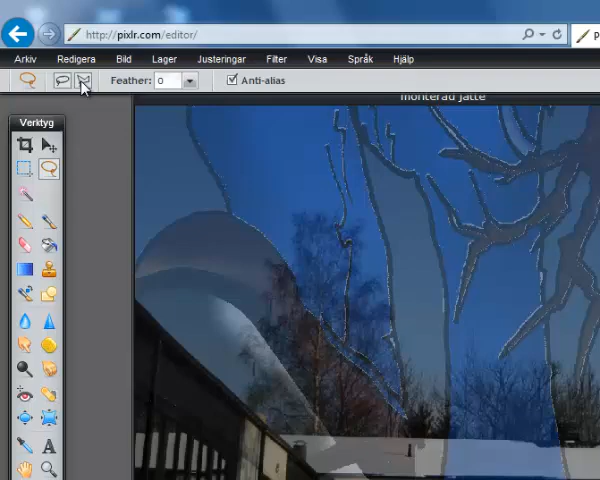 http://pixlr.com/editor/
P
Arkiv Redigera Bild Lager Justeringar Filter Visa Språk Hjälp
Feather: 0 Anti-alias
monterad jätte
Verktyg
A